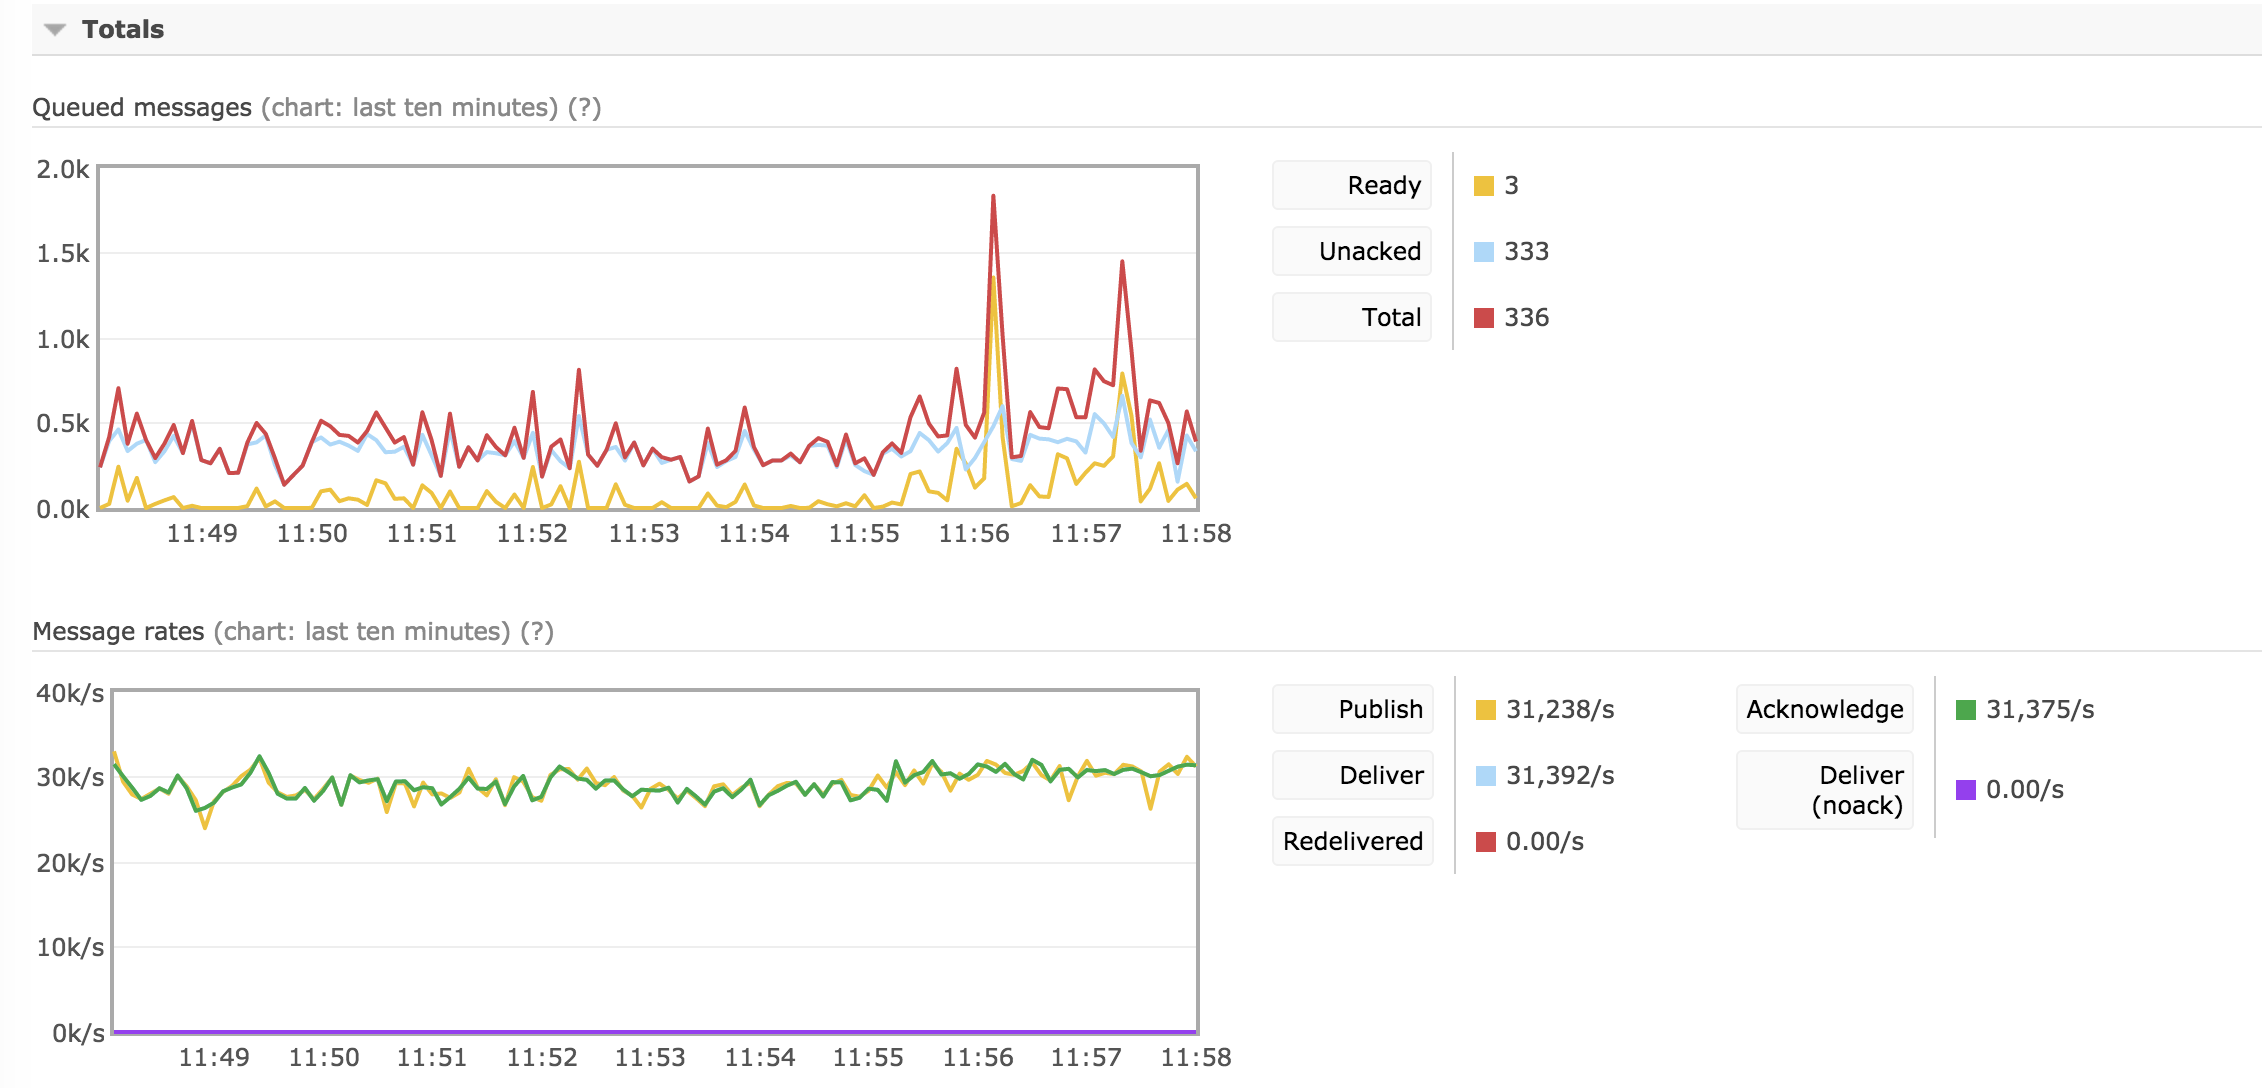 Totals
Queued messages (chart: last ten minutes) (?)
2.0k
1.5k
1.0k
0.5k
0.0k
11:49 11:50 11:51 11:52 11:53 11:54 11:55 11:56 11:57 11:58
Ready 3
Unacked 333
Total 336
Message rates (chart: last ten minutes) (?)
40k/s
30k/s
20k/s
10k/s
0k/s
11:49 11:50 11:51 11:52 11:53 11:54 11:55 11:56 11:57 11:58
Publish 31,238/s
Deliver 31,392/s
Redelivered 0.00/s
Acknowledge 31,375/s
Deliver
(noack) 0.00/s